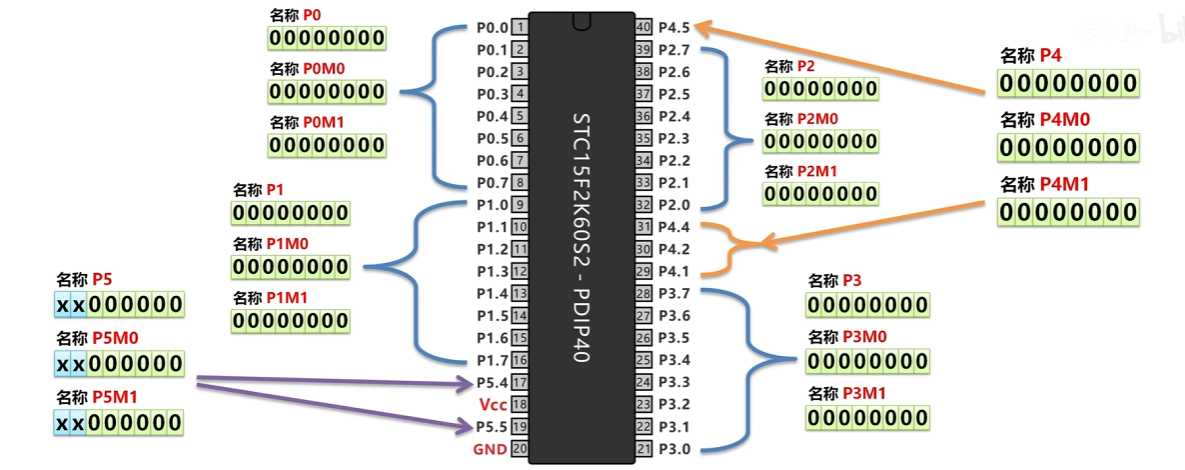 名称 P0
00000000
名称 P0M0
00000000
名称 P0M1
00000000
名称 P1
00000000
名称 P1M0
00000000
名称 P1M1
00000000
名称 P5
xx000000
名称 P5M0
xx000000
名称 P5M1
xx000000
P0.0 1
P0.1 2
P0.2 3
P0.3 4
P0.4 5
P0.5 6
P0.6 7
P0.7 8
P1.0 9
P1.1 10
P1.2 11
P1.3 12
P1.4 13
P1.5 14
P1.6 15
P1.7 16
P5.4 17
Vcc 18
P5.5 19
GND 20
STC15F2K60S2 - PDIP40
40 P4.5
39 P2.7
38 P2.6
37 P2.5
36 P2.4
35 P2.3
34 P2.2
33 P2.1
32 P2.0
31 P4.4
30 P4.2
29 P4.1
28 P3.7
27 P3.6
26 P3.5
25 P3.4
24 P3.3
23 P3.2
22 P3.1
21 P3.0
名称 P2
00000000
名称 P2M0
00000000
名称 P2M1
00000000
名称 P4
00000000
名称 P4M0
00000000
名称 P4M1
00000000
名称 P3
00000000
名称 P3M0
00000000
名称 P3M1
00000000